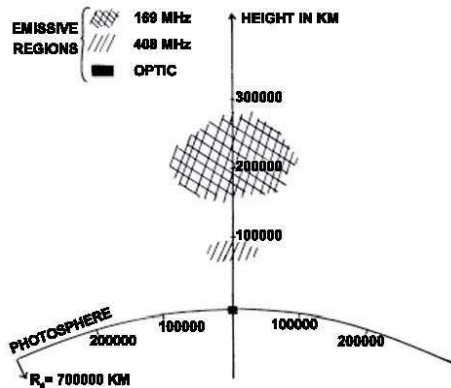 EMISSIVE
REGIONS
169 MHz
408 MHz
OPTIC
HEIGHT IN KM
300000
200000
100000
PHOTOSPHERE
200000
100000
100000
200000
Rₒ= 700000 KM